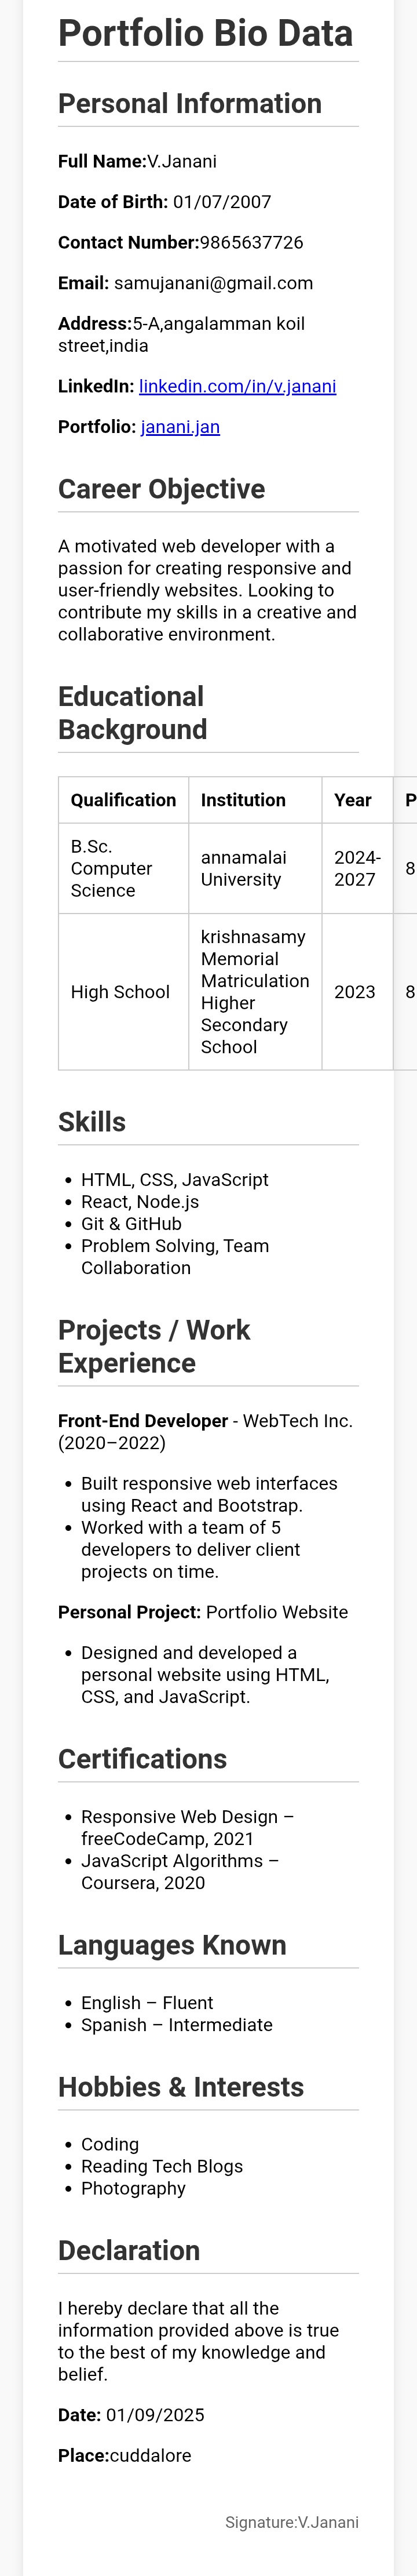 Portfolio Bio Data
Personal Information
Full Name:V.Janani
Date of Birth: 01/07/2007
Contact Number:9865637726
Email: samujanani@gmail.com
Address:5-A,angalamman koil
street,india
LinkedIn: linkedin.com/in/v.janani
Portfolio: janani.jan
Career Objective
A motivated web developer with a
passion for creating responsive and
user-friendly websites. Looking to
contribute my skills in a creative and
collaborative environment.
Educational
Background
Qualification Institution Year P
B.Sc.
Computer
Science
annamalai
University
2024-
2027
8
High School
krishnasamy
Memorial
Matriculation
Higher
Secondary
School
2023
8
Skills
• HTML, CSS, JavaScript
• React, Node.js
• Git & GitHub
• Problem Solving, Team
Collaboration
Projects / Work
Experience
Front-End Developer - WebTech Inc.
(2020–2022)
• Built responsive web interfaces
using React and Bootstrap.
• Worked with a team of 5
developers to deliver client
projects on time.
Personal Project: Portfolio Website
• Designed and developed a
personal website using HTML,
CSS, and JavaScript.
Certifications
• Responsive Web Design –
freeCodeCamp, 2021
• JavaScript Algorithms –
Coursera, 2020
Languages Known
• English – Fluent
• Spanish – Intermediate
Hobbies & Interests
• Coding
• Reading Tech Blogs
• Photography
Declaration
I hereby declare that all the
information provided above is true
to the best of my knowledge and
belief.
Date: 01/09/2025
Place:cuddalore
Signature:V.Janani